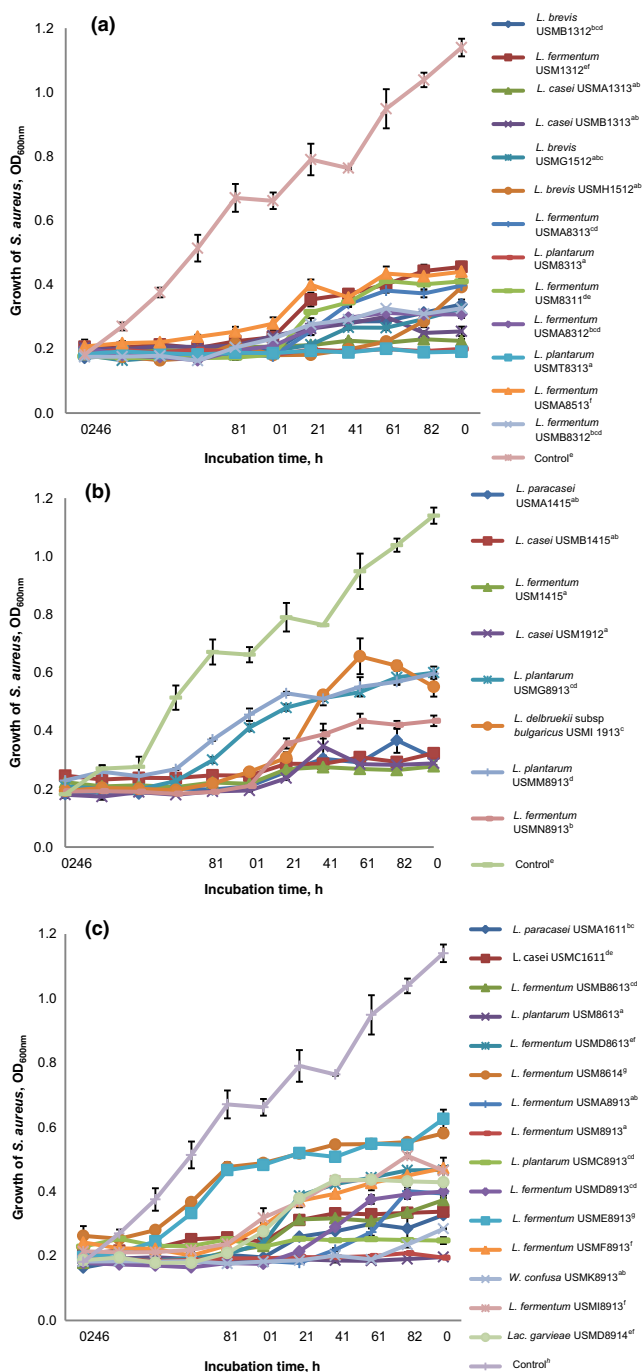 (a)
Growth of S. aureus, OD600nm
1.2
1.0
0.8
0.6
0.4
0.2
0.0
0246 81 01 21 41 61 82 0
Incubation time, h
L. brevis
USMB1312bcd
L. fermentum
USM1312ef
L. casei USMA1313ab
L. casei USMB1313ab
L. brevis
USMG1512abc
L. brevis USMH1512ab
L. fermentum
USMA8313cd
L. plantarum
USM8313a
L. fermentum
USM8311de
L. fermentum
USMA8312bcd
L. plantarum
USMT8313a
L. fermentum
USMA8513f
L. fermentum
USMB8312bcd
Controle
(b)
Growth of S. aureus, OD600nm
1.2
1.0
0.8
0.6
0.4
0.2
0.0
0246 81 01 21 41 61 82 0
Incubation time, h
L. paracasei
USMA1415ab
L. casei USMB1415ab
L. fermentum
USM1415a
L. casei USM1912a
L. plantarum
USMG8913cd
L. delbruekii subsp
bulgaricus USMI 1913c
L. plantarum
USMM8913d
L. fermentum
USMN8913b
Controle
(c)
Growth of S. aureus, OD600nm
1.2
1.0
0.8
0.6
0.4
0.2
0.0
0246 81 01 21 41 61 82 0
Incubation time, h
L. paracasei USMA1611bc
L. casei USMC1611de
L. fermentum USMB8613cd
L. plantarum USM8613a
L. fermentum USMD8613ef
L. fermentum USM8614g
L. fermentum USMA8913ab
L. fermentum USM8913a
L. plantarum USMC8913cd
L. fermentum USMD8913cd
L. fermentum USME8913g
L. fermentum USMF8913f
W. confusa USMK8913ab
L. fermentum USMI8913f
Lac. garvieae USMD8914ef
Controlh